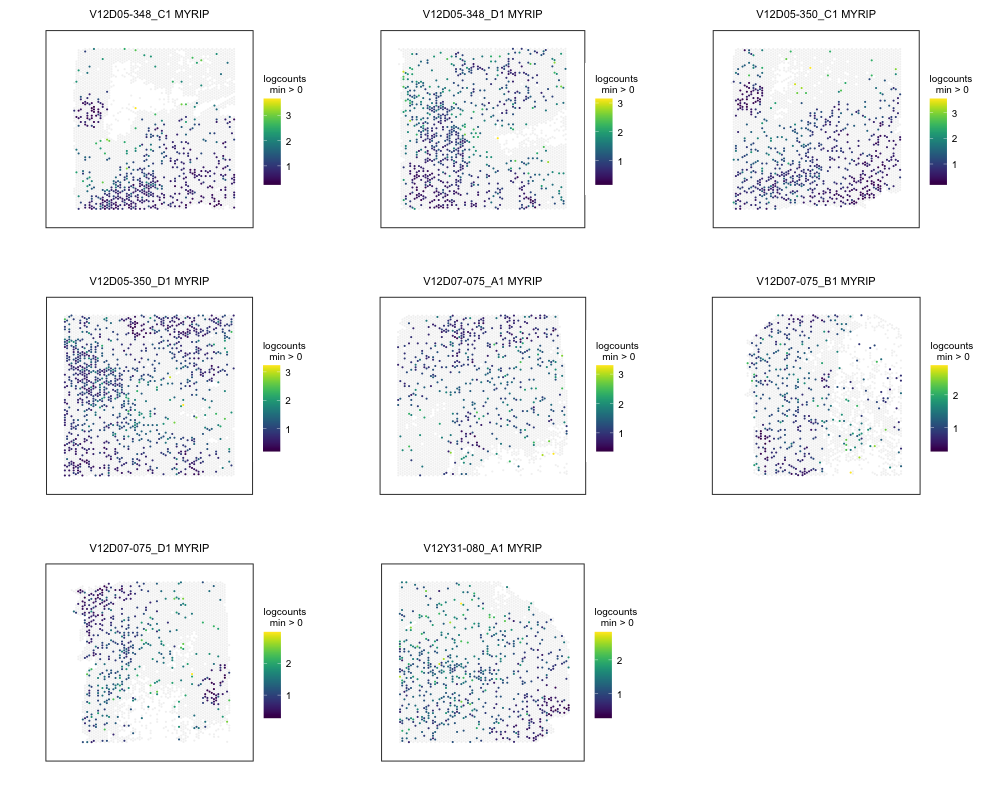 V12D05-348_C1 MYRIP
logcounts
min > 0
3
2
1
V12D05-348_D1 MYRIP
logcounts
min > 0
3
2
1
V12D05-350_C1 MYRIP
logcounts
min > 0
3
2
1
V12D05-350_D1 MYRIP
logcounts
min > 0
3
2
1
V12D07-075_A1 MYRIP
logcounts
min > 0
3
2
1
V12D07-075_B1 MYRIP
logcounts
min > 0
2
1
V12D07-075_D1 MYRIP
logcounts
min > 0
2
1
V12Y31-080_A1 MYRIP
logcounts
min > 0
2
1